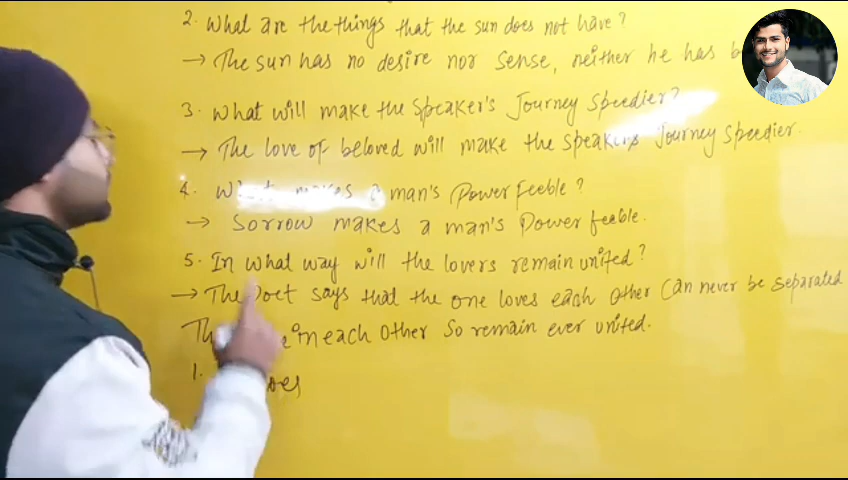 2. What are the things that the sun does not have?
→ The sun has no desire nor sense, neither he has
3. What will make the speaker's Journey speedier?
→ The love of beloved will make the speakers Journey speedier.
4. What makes a man's Power feeble?
→ Sorrow makes a man's Power feeble.
5. In what way will the lovers remain united?
→ The Poet says that the one loves each other Can never be separated
in each other So remain ever united.
1.